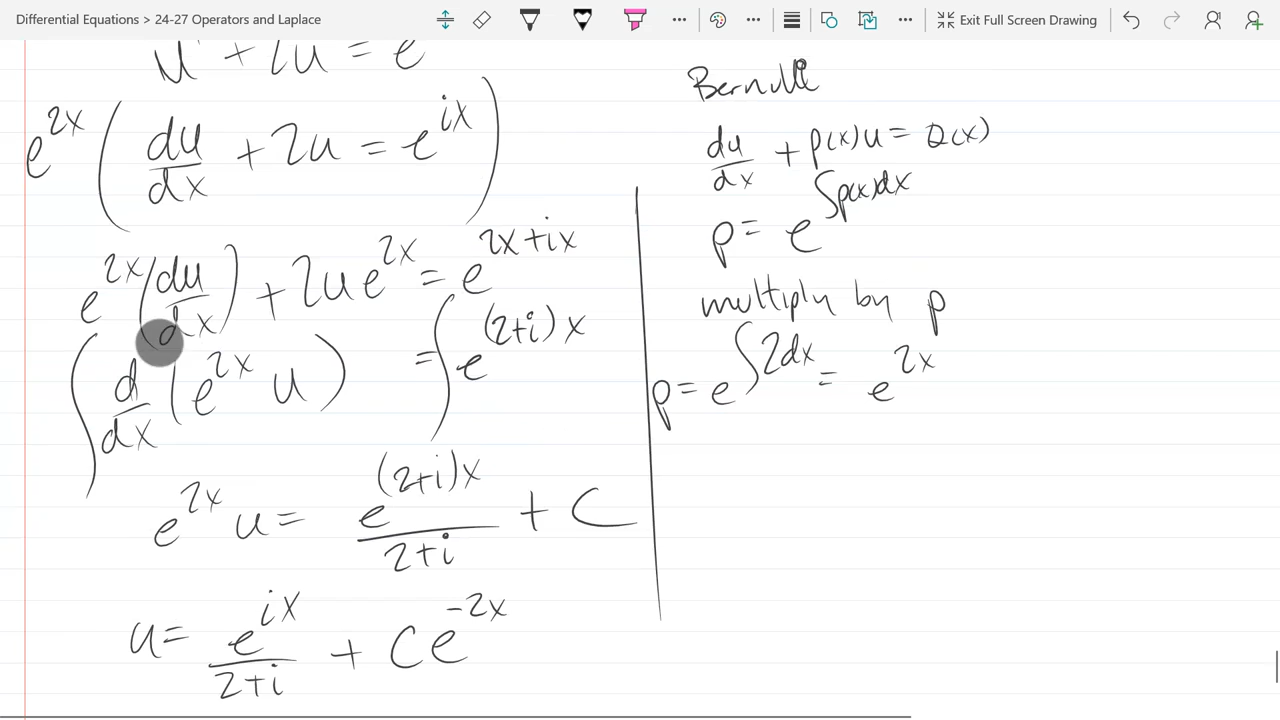 Differential Equations > 24-27 Operators and Laplace
Exit Full Screen Drawing
u' + 2u = e
e^{2x} ( du/dx + 2u = e^{ix} )
e^{2x} (du/dx) + 2u e^{2x} = e^{2x+ix}
∫ d/dx (e^{2x} u) = ∫ e^{(2+i)x}
e^{2x} u = e^{(2+i)x}/(2+i) + C
u = e^{ix}/(2+i) + Ce^{-2x}
Bernulli
du/dx + p(x)u = Q(x)
p = e^{∫p(x)dx}
multiply by p
p = e^{∫2dx} = e^{2x}